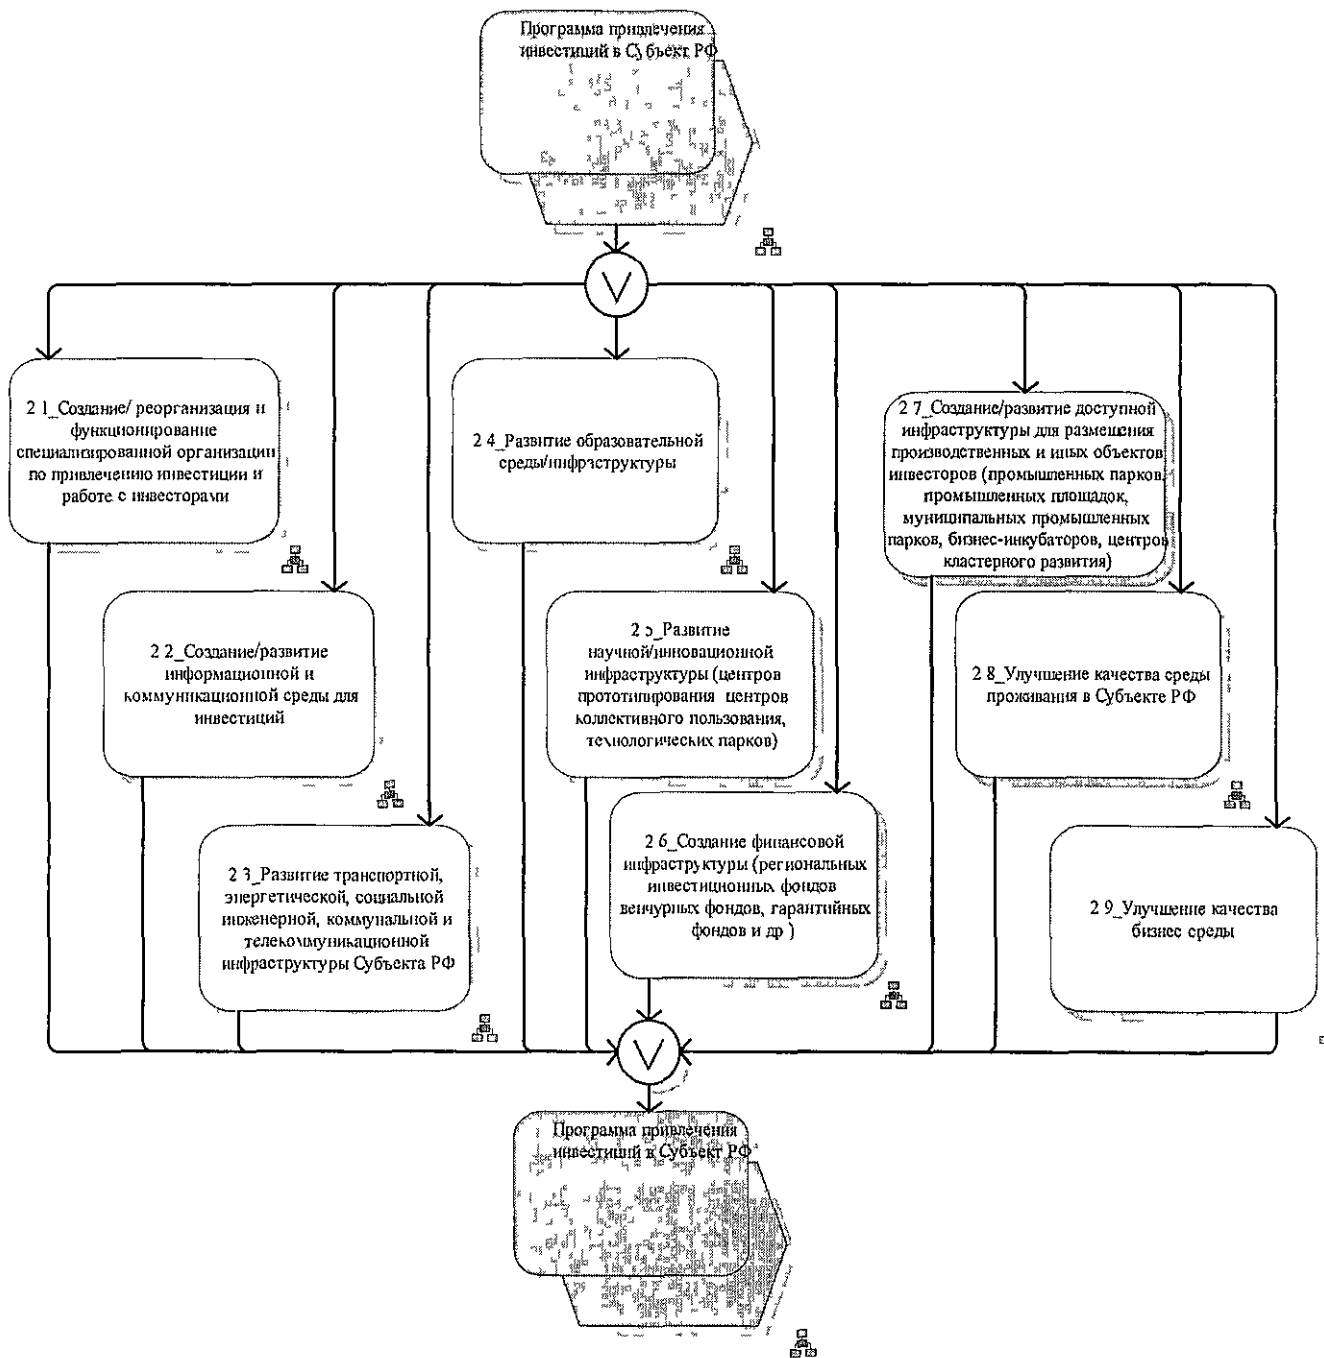 Программа привлечения
инвестиций в Субъект РФ
V
2 1_Создание/ реорганизация и
функционирование
специализированной организации
по привлечению инвестиции и
работе с инвесторами
2 4_Развитие образовательной
среды/инфраструктуры
2 7_Создание/развитие доступной
инфраструктуры для размещения
производственных и иных объектов
инвесторов (промышленных парков,
промышленных площадок,
муниципальных промышленных
парков, бизнес-инкубаторов, центров
кластерного развития)
2 2_Создание/развитие
информационной и
коммуникационной среды для
инвестиций
2 5_Развитие
научной/инновационной
инфраструктуры (центров
прототипирования центров
коллективного пользования,
технологических парков)
2 8_Улучшение качества среды
проживания в Субъекте РФ
2 3_Развитие транспортной,
энергетической, социальной
инженерной, коммунальной и
телекоммуникационной
инфраструктуры Субъекта РФ
2 6_Создание финансовой
инфраструктуры (региональных
инвестиционных фондов
венчурных фондов, гарантийных
фондов и др )
2 9_Улучшение качества
бизнес среды
V
Программа привлечения
инвестиций в Субъект РФ